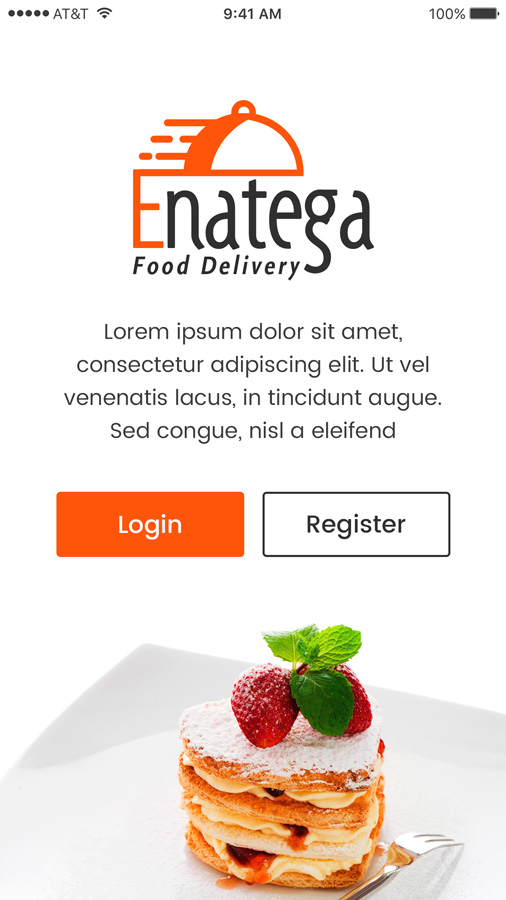 AT&T 9:41 AM 100%
Enatega
Food Delivery
Lorem ipsum dolor sit amet,
consectetur adipiscing elit. Ut vel
venenatis lacus, in tincidunt augue.
Sed congue, nisl a eleifend
Login Register